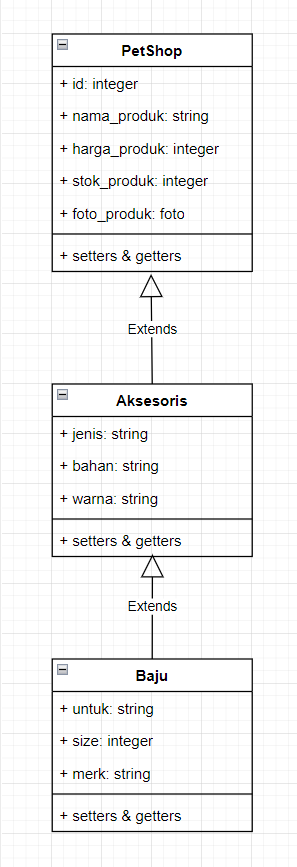 PetShop
+ id: integer
+ nama_produk: string
+ harga_produk: integer
+ stok_produk: integer
+ foto_produk: foto
+ setters & getters
Extends
Aksesoris
+ jenis: string
+ bahan: string
+ warna: string
+ setters & getters
Extends
Baju
+ untuk: string
+ size: integer
+ merk: string
+ setters & getters